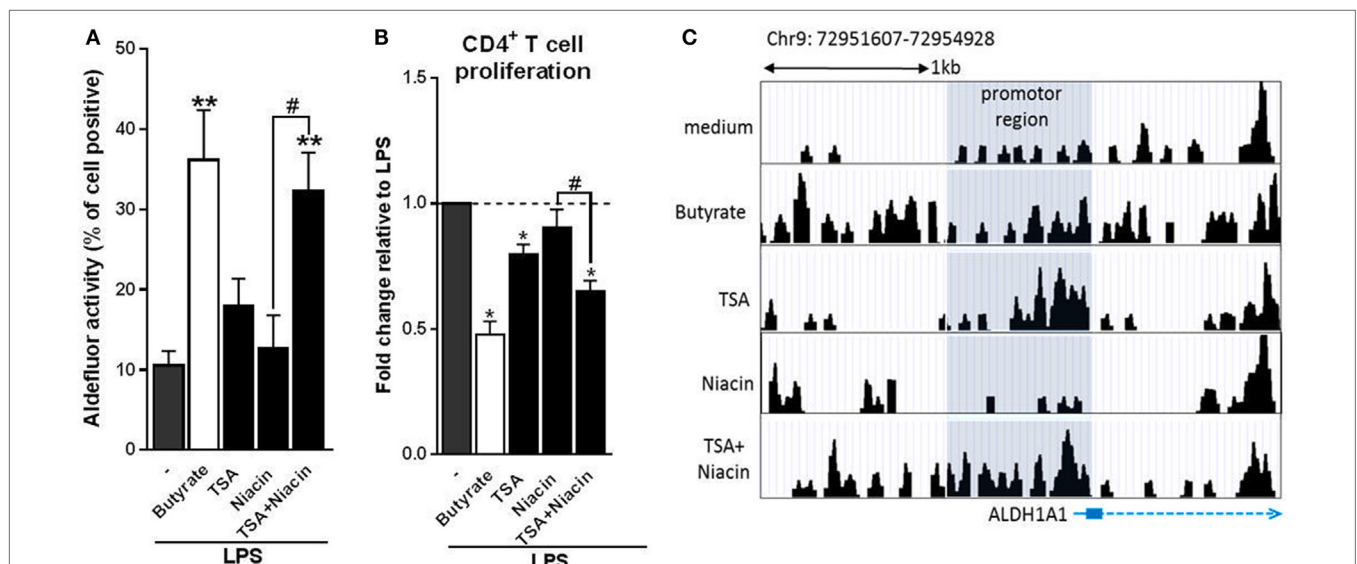 A
Aldefluor activity (% of cell positive)
50
40
30
20
10
0
**
#
**
-
Butyrate
TSA
Niacin
TSA+Niacin
LPS
B
CD4+ T cell
proliferation
Fold change relative to LPS
1.5
1.0
0.5
0.0
*
*
#
*
-
Butyrate
TSA
Niacin
TSA+Niacin
LPS
C
Chr9: 72951607-72954928
1kb
promotor
region
medium
Butyrate
TSA
Niacin
TSA+
Niacin
ALDH1A1